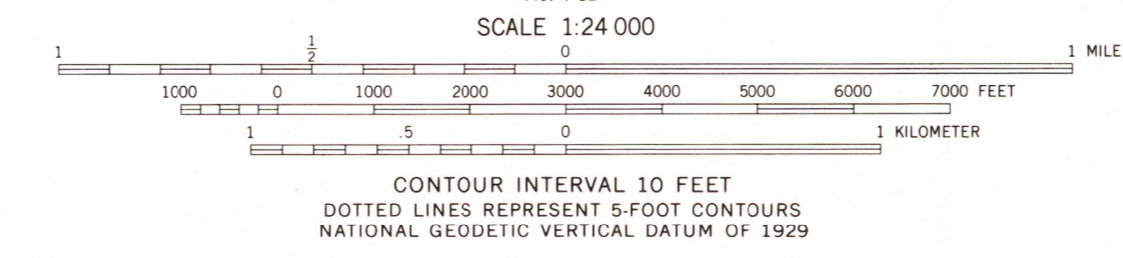 SCALE 1:24 000
1 1/2 0 1 MILE
1000 0 1000 2000 3000 4000 5000 6000 7000 FEET
1 .5 0 1 KILOMETER
CONTOUR INTERVAL 10 FEET
DOTTED LINES REPRESENT 5-FOOT CONTOURS
NATIONAL GEODETIC VERTICAL DATUM OF 1929